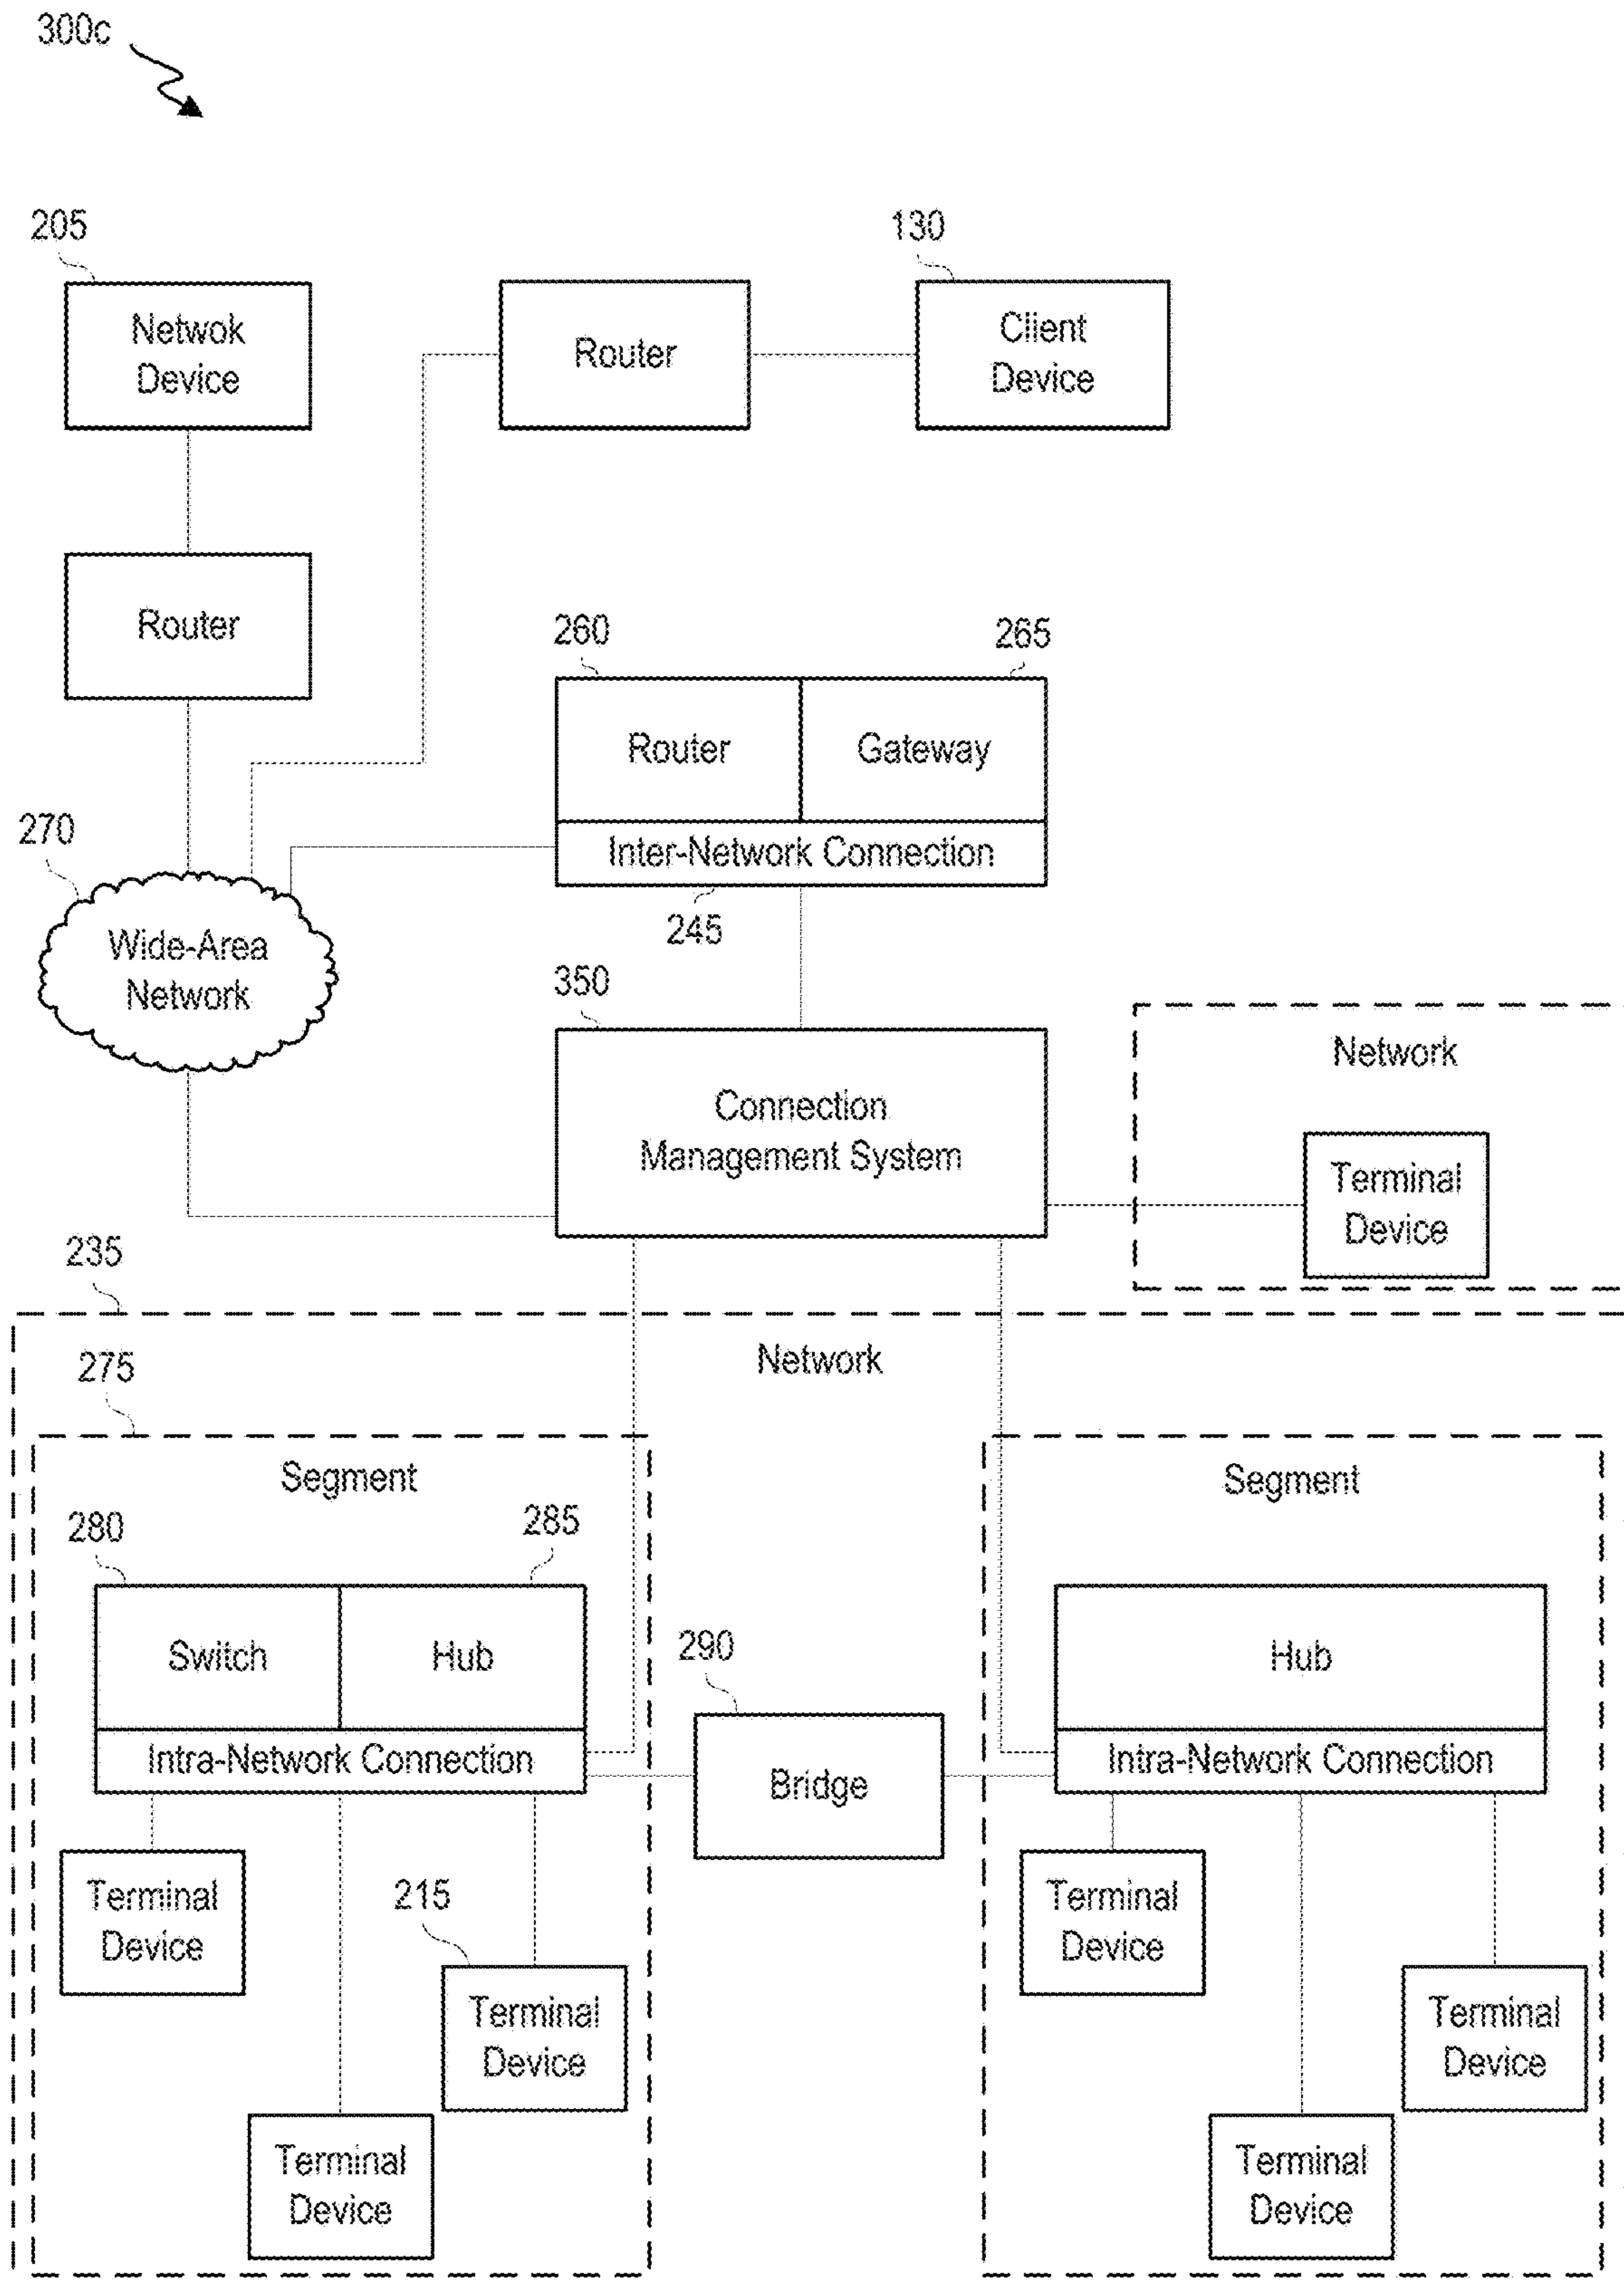 300c
205
130
Netwok
Device
Router
Client
Device
Router
260
265
Router
Gateway
270
Inter-Network Connection
245
Wide-Area
Network
350
Network
Connection
Management System
Terminal
Device
235
275
Network
Segment
Segment
280
285
Switch
Hub
290
Hub
Intra-Network Connection
Bridge
Intra-Network Connection
Terminal
Device
215
Terminal
Device
Terminal
Device
Terminal
Device
Terminal
Device
Terminal
Device